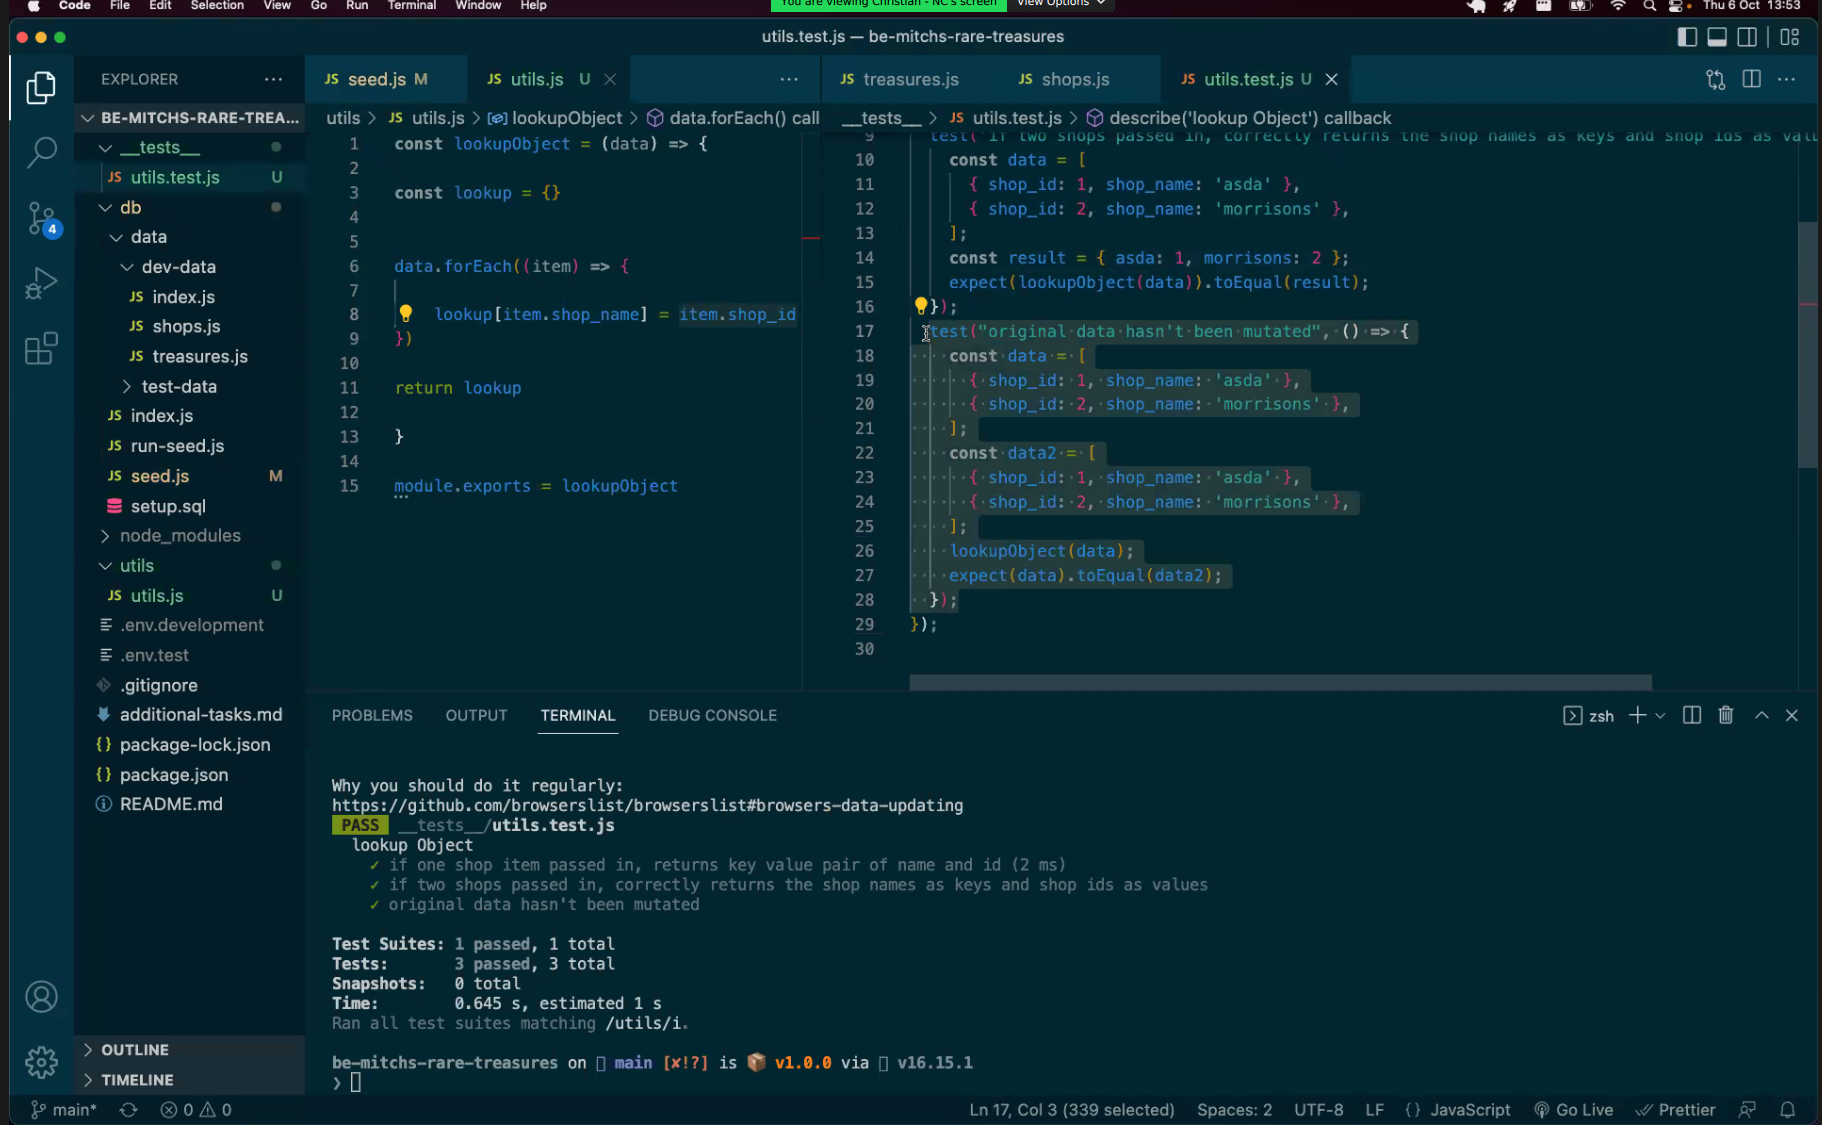 Code File Edit Selection View Go Run Terminal Window Help
You are viewing Christian - NC's screen View Options
Thu 6 Oct 13:53
utils.test.js — be-mitchs-rare-treasures
EXPLORER ...
JS seed.js M
JS utils.js U
...
JS treasures.js
JS shops.js
JS utils.test.js U
...
BE-MITCHS-RARE-TREA...
__tests__
JS utils.test.js U
db
data
dev-data
JS index.js
JS shops.js
JS treasures.js
test-data
JS index.js
JS run-seed.js
JS seed.js M
setup.sql
node_modules
utils
JS utils.js U
.env.development
.env.test
.gitignore
additional-tasks.md
{} package-lock.json
{} package.json
README.md
OUTLINE
TIMELINE
4
utils > JS utils.js > lookupObject > data.forEach() call
1 const lookupObject = (data) => {
2
3 const lookup = {}
4
5
6 data.forEach((item) => {
7
8 lookup[item.shop_name] = item.shop_id
9 })
10
11 return lookup
12
13 }
14
15 module.exports = lookupObject
__tests__ > JS utils.test.js > describe('lookup Object') callback
9 test('if two shops passed in, correctly returns the shop names as keys and shop ids as val
10 const data = [
11 { shop_id: 1, shop_name: 'asda' },
12 { shop_id: 2, shop_name: 'morrisons' },
13 ];
14 const result = { asda: 1, morrisons: 2 };
15 expect(lookupObject(data)).toEqual(result);
16 });
17 test("original data hasn't been mutated", () => {
18 const data = [
19 { shop_id: 1, shop_name: 'asda' },
20 { shop_id: 2, shop_name: 'morrisons' },
21 ];
22 const data2 = [
23 { shop_id: 1, shop_name: 'asda' },
24 { shop_id: 2, shop_name: 'morrisons' },
25 ];
26 lookupObject(data);
27 expect(data).toEqual(data2);
28 });
29 });
30
PROBLEMS OUTPUT TERMINAL DEBUG CONSOLE
zsh
Why you should do it regularly:
https://github.com/browserslist/browserslist#browsers-data-updating
PASS __tests__/utils.test.js
lookup Object
✓ if one shop item passed in, returns key value pair of name and id (2 ms)
✓ if two shops passed in, correctly returns the shop names as keys and shop ids as values
✓ original data hasn't been mutated
Test Suites: 1 passed, 1 total
Tests: 3 passed, 3 total
Snapshots: 0 total
Time: 0.645 s, estimated 1 s
Ran all test suites matching /utils/i.
be-mitchs-rare-treasures on main [✘!?] is 📦 v1.0.0 via v16.15.1
❯
main* 0 0
Ln 17, Col 3 (339 selected) Spaces: 2 UTF-8 LF {} JavaScript Go Live Prettier